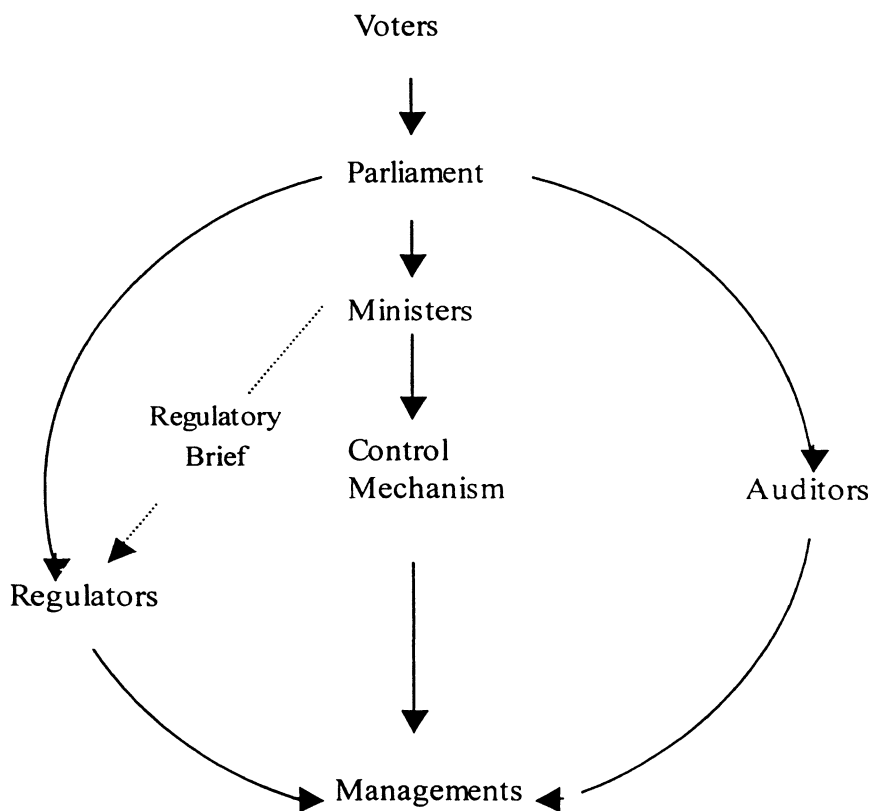 Voters
Parliament
Ministers
Regulatory
Brief
Control
Mechanism
Auditors
Regulators
Managements